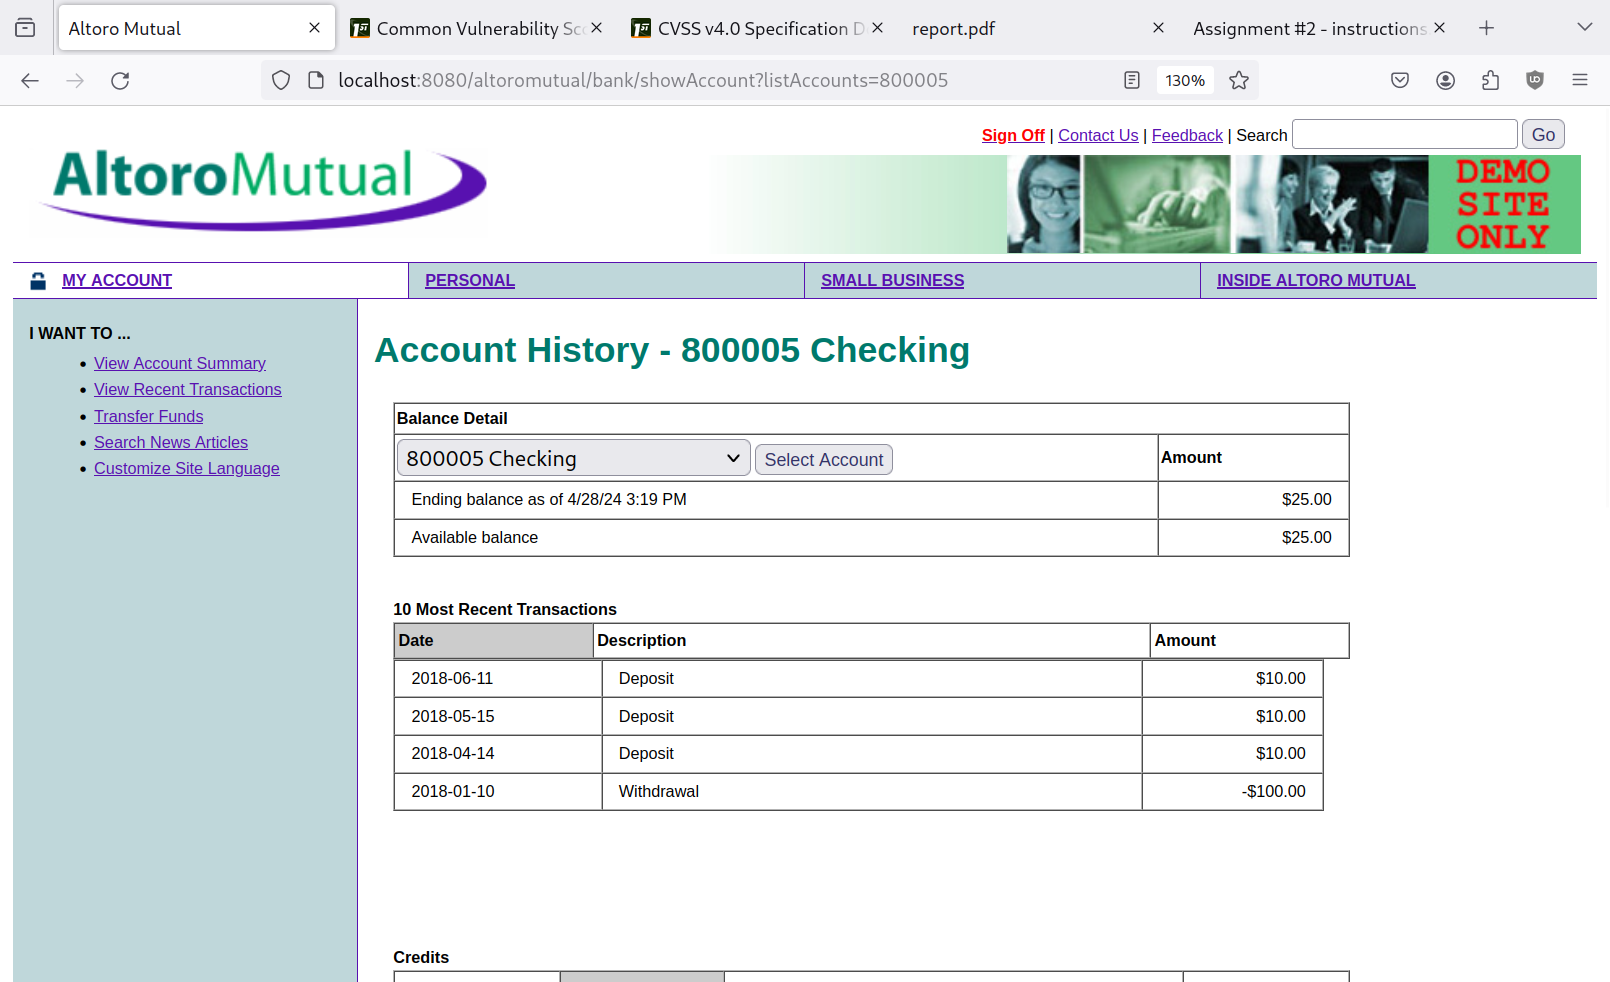 Altoro Mutual
Common Vulnerability Sc
CVSS v4.0 Specification D
report.pdf
Assignment #2 - instructions
localhost:8080/altoromutual/bank/showAccount?listAccounts=800005
130%
Sign Off | Contact Us | Feedback | Search
Go
AltoroMutual
DEMO
SITE
ONLY
MY ACCOUNT
PERSONAL
SMALL BUSINESS
INSIDE ALTORO MUTUAL
I WANT TO ...
• View Account Summary
• View Recent Transactions
• Transfer Funds
• Search News Articles
• Customize Site Language
Account History - 800005 Checking
Balance Detail
800005 Checking Select Account Amount
Ending balance as of 4/28/24 3:19 PM $25.00
Available balance $25.00
10 Most Recent Transactions
Date Description Amount
2018-06-11 Deposit $10.00
2018-05-15 Deposit $10.00
2018-04-14 Deposit $10.00
2018-01-10 Withdrawal -$100.00
Credits